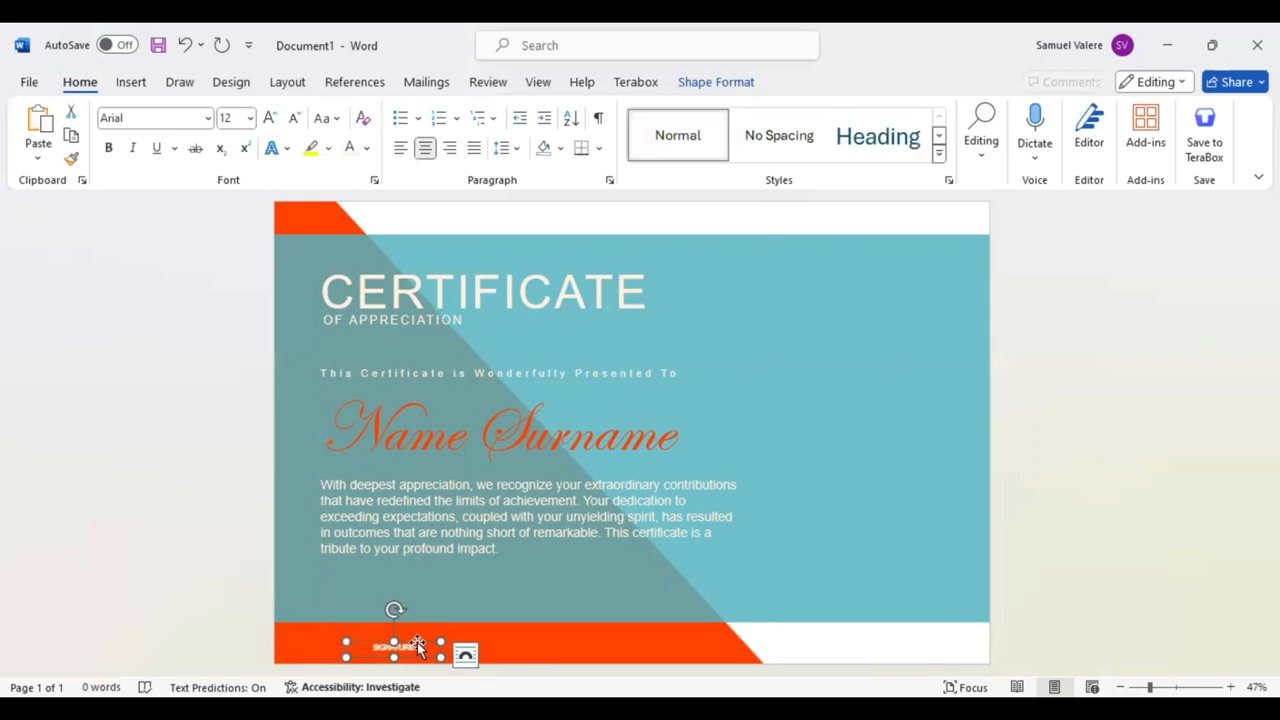 AutoSave Off Document1 - Word Search Samuel Valere SV
File Home Insert Draw Design Layout References Mailings Review View Help Terabox Shape Format Comments Editing Share
Arial 12 Aa Normal No Spacing Heading
Paste B I U ab x₂ x² A A Editing Dictate Editor Add-ins Save to TeraBox
Clipboard Font Paragraph Styles Voice Editor Add-ins Save
CERTIFICATE
OF APPRECIATION
This Certificate is Wonderfully Presented To
Name Surname
With deepest appreciation, we recognize your extraordinary contributions
that have redefined the limits of achievement. Your dedication to
exceeding expectations, coupled with your unyielding spirit, has resulted
in outcomes that are nothing short of remarkable. This certificate is a
tribute to your profound impact.
Page 1 of 1 0 words Text Predictions: On Accessibility: Investigate Focus 47%